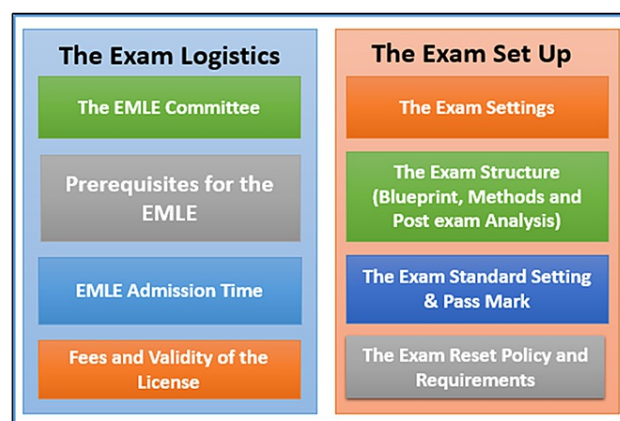 The Exam Logistics
The EMLE Committee
Prerequisites for the
EMLE
EMLE Admission Time
Fees and Validity of the
License
The Exam Set Up
The Exam Settings
The Exam Structure
(Blueprint, Methods and
Post exam Analysis)
The Exam Standard Setting
& Pass Mark
The Exam Reset Policy and
Requirements